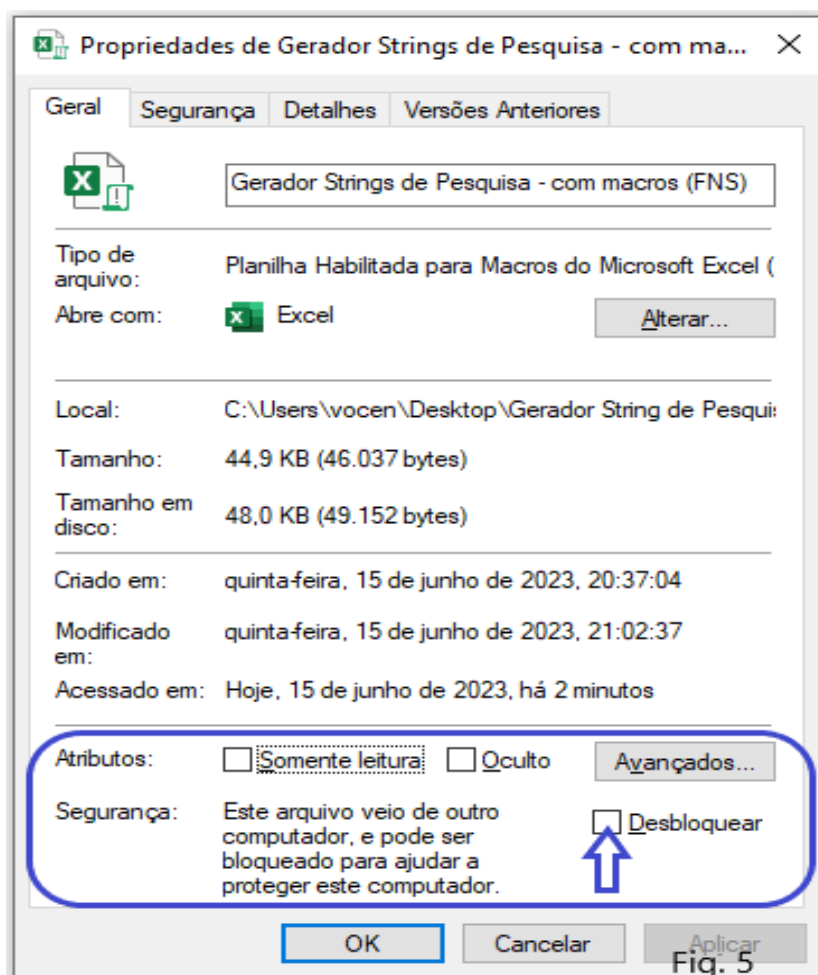 Propriedades de Gerador Strings de Pesquisa - com ma...
Geral Segurança Detalhes Versões Anteriores
Gerador Strings de Pesquisa - com macros (FNS)
Tipo de
arquivo:
Planilha Habilitada para Macros do Microsoft Excel (
Abre com: Excel Alterar...
Local: C:\Users\vocen\Desktop\Gerador String de Pesqui
Tamanho: 44,9 KB (46.037 bytes)
Tamanho em
disco:
48,0 KB (49.152 bytes)
Criado em: quinta-feira, 15 de junho de 2023, 20:37:04
Modificado
em:
quinta-feira, 15 de junho de 2023, 21:02:37
Acessado em: Hoje, 15 de junho de 2023, há 2 minutos
Atributos: Somente leitura Oculto Avançados...
Segurança: Este arquivo veio de outro
computador, e pode ser
bloqueado para ajudar a
proteger este computador.
Desbloquear
OK Cancelar Aplicar
Fig. 5